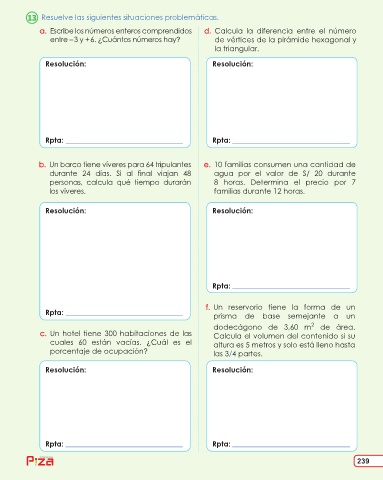 13 Resuelve las siguientes situaciones problemáticas.
a. Escribe los números enteros comprendidos
entre –3 y +6. ¿Cuántos números hay?
Resolución:
Rpta:
b. Un barco tiene víveres para 64 tripulantes
durante 24 días. Si al final viajan 48
personas, calcula qué tiempo durarán
los víveres.
Resolución:
Rpta:
c. Un hotel tiene 300 habitaciones de las
cuales 60 están vacías. ¿Cuál es el
porcentaje de ocupación?
Resolución:
Rpta:
d. Calcula la diferencia entre el número
de vértices de la pirámide hexagonal y
la triangular.
Resolución:
Rpta:
e. 10 familias consumen una cantidad de
agua por el valor de S/ 20 durante
8 horas. Determina el precio por 7
familias durante 12 horas.
Resolución:
Rpta:
f. Un reservorio tiene la forma de un
prisma de base semejante a un
dodecágono de 3,60 m² de área.
Calcula el volumen del contenido si su
altura es 5 metros y solo está lleno hasta
las 3/4 partes.
Resolución:
Rpta:
Piza
239